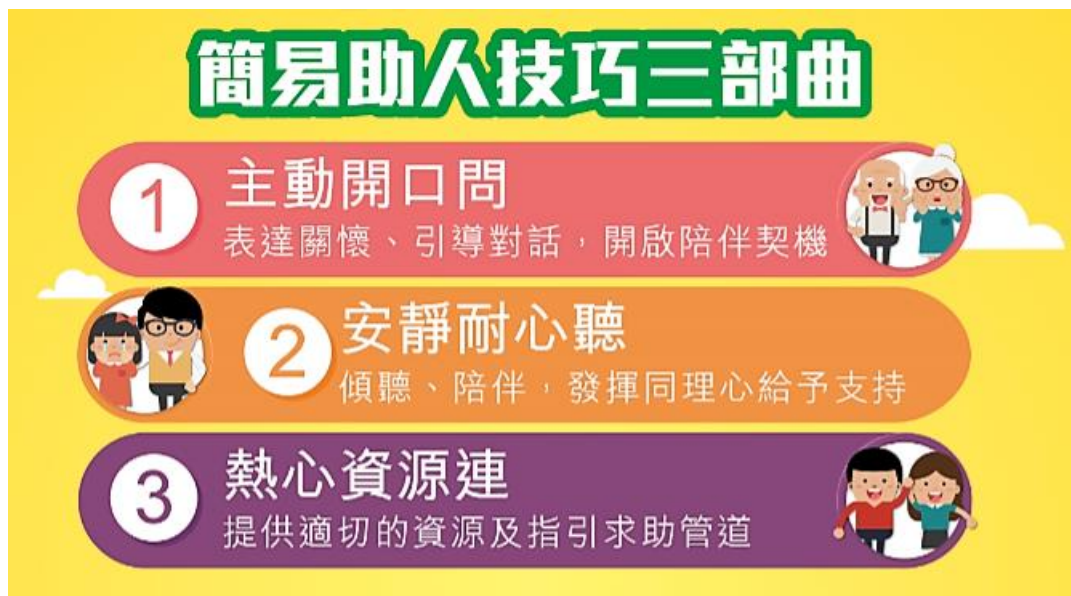 簡易助人技巧三部曲
1
主動開口問
表達關懷、引導對話,開啟陪伴契機
2
安靜耐心聽
傾聽、陪伴,發揮同理心給予支持
3
熱心資源連
提供適切的資源及指引求助管道